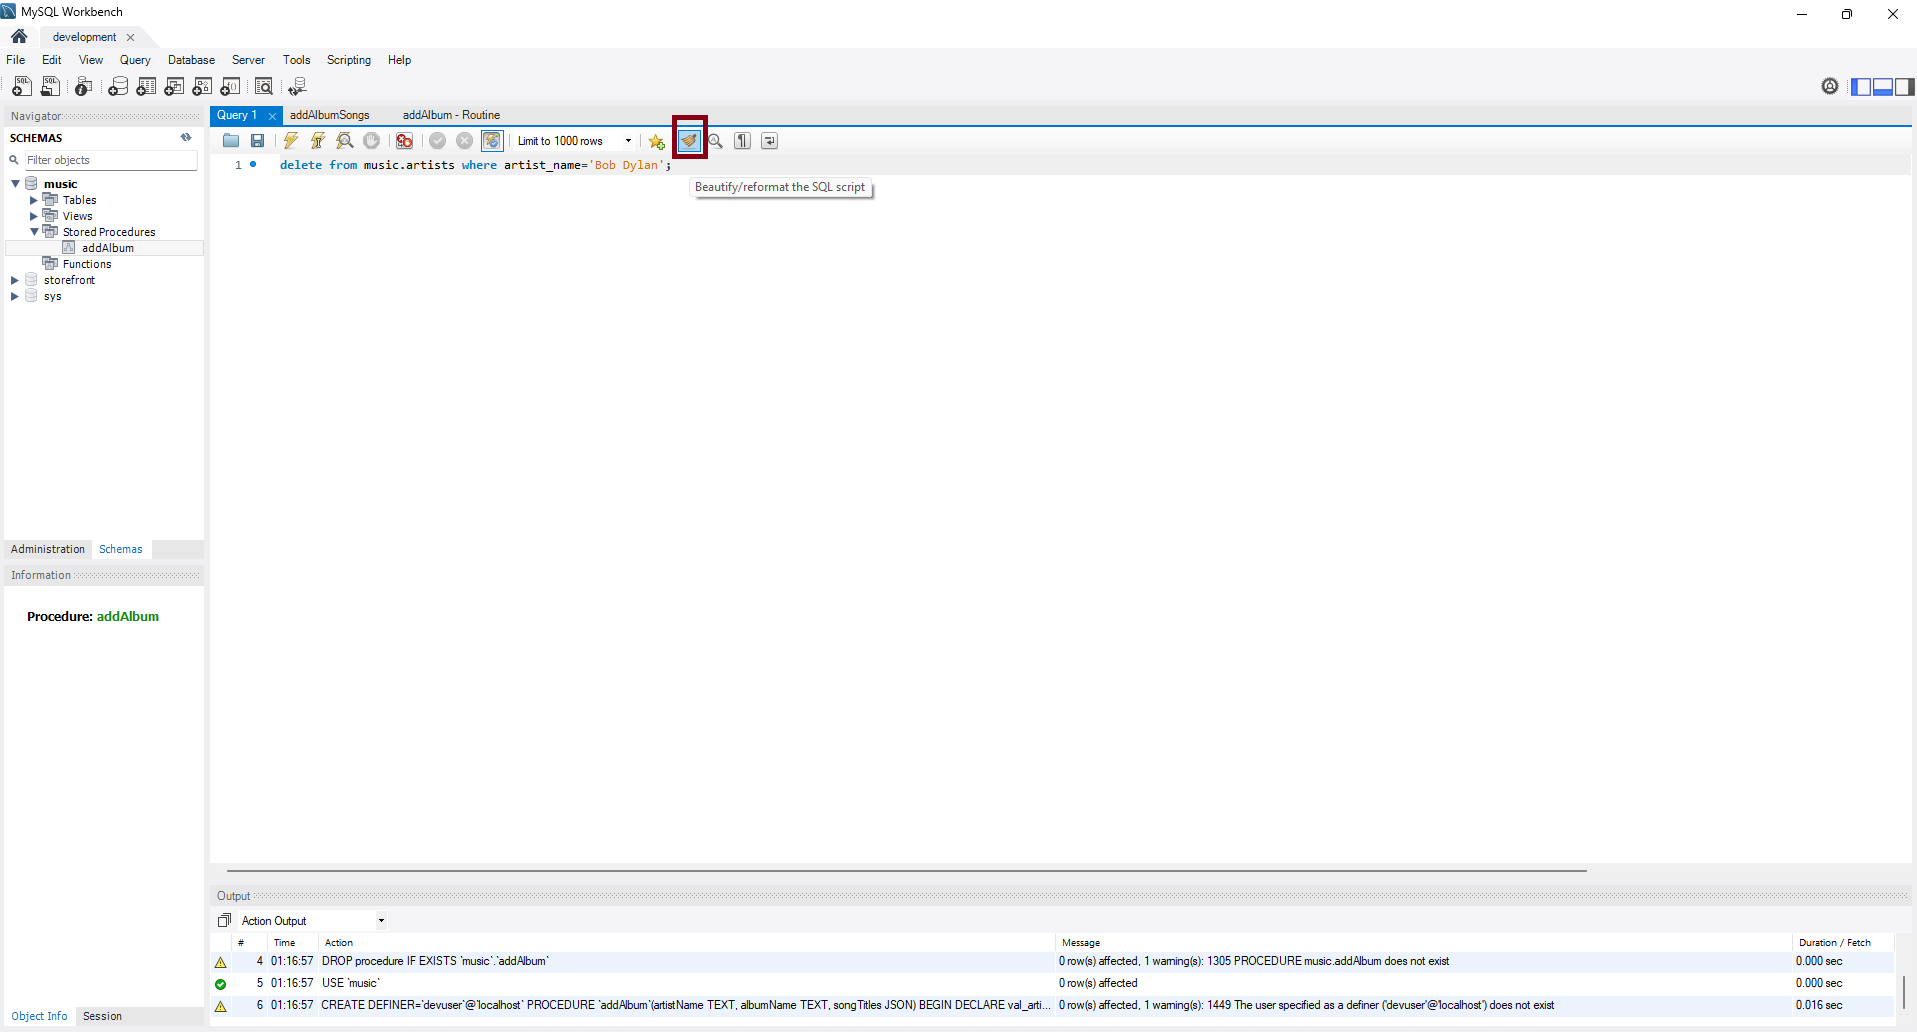 MySQL Workbench
development
File Edit View Query Database Server Tools Scripting Help
Navigator
SCHEMAS
Filter objects
music
Tables
Views
Stored Procedures
addAlbum
Functions
storefront
sys
Administration Schemas
Information
Procedure: addAlbum
Object Info Session
Query 1 addAlbumSongs addAlbum - Routine
Limit to 1000 rows
1 delete from music.artists where artist_name='Bob Dylan';
Beautify/reformat the SQL script
Output
Action Output
# Time Action Message Duration / Fetch
4 01:16:57 DROP procedure IF EXISTS `music`.`addAlbum` 0 row(s) affected, 1 warning(s): 1305 PROCEDURE music.addAlbum does not exist 0.000 sec
5 01:16:57 USE `music` 0 row(s) affected 0.000 sec
6 01:16:57 CREATE DEFINER=`devuser`@`localhost` PROCEDURE `addAlbum`(artistName TEXT, albumName TEXT, songTitles JSON) BEGIN DECLARE val_arti... 0 row(s) affected, 1 warning(s): 1449 The user specified as a definer ('devuser'@'localhost') does not exist 0.016 sec